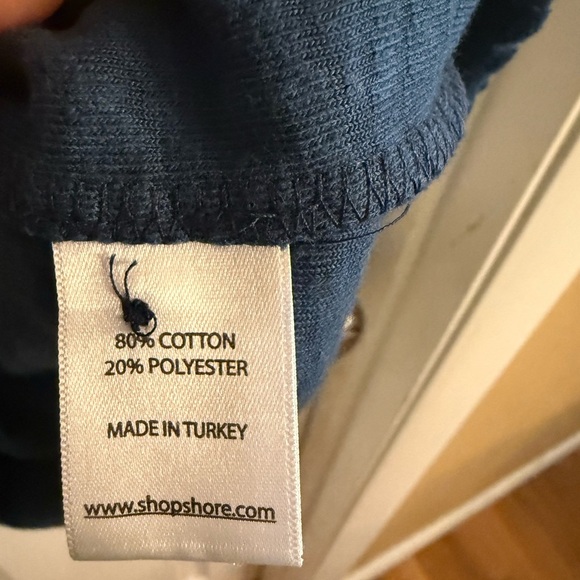 80% COTTON
20% POLYESTER
MADE IN TURKEY
www.shopshore.com